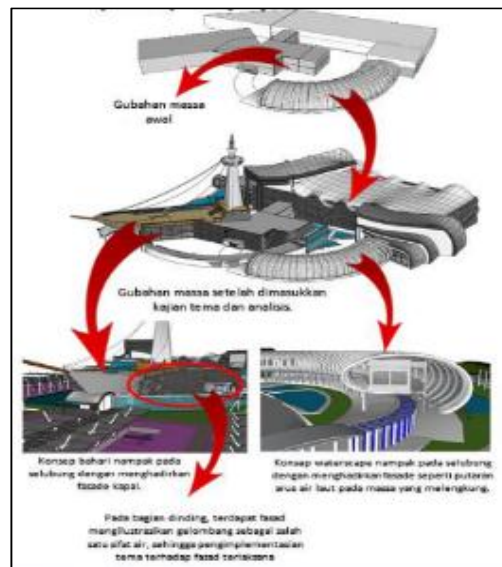 Gubahan massa
awal
Gubahan massa setelah dimasukkan
kajian tema dan analisis.
Konsep bahari nampak pada
selubung dengan menghadirkan
fasade kapal.
Konsep waterscape nampak pada selubung
dengan menghadirkan fasade seperti putaran
arus air laut pada massa yang melengkung.
Pada bagian dinding, terdapat fasad
mengilustrasikan gelombang sebagai salah
satu sifat air, sehingga pengimplementasian
tema terhadap fasad terlaksana